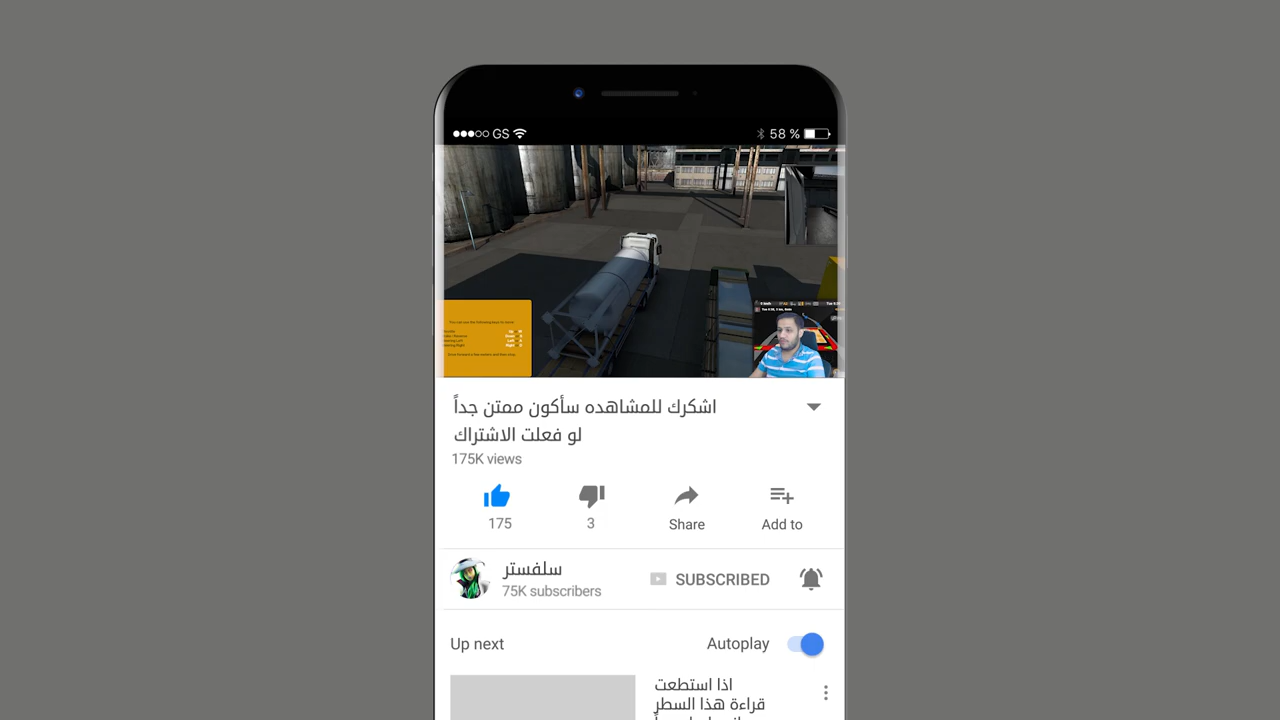 GS 58 %
اشكرك للمشاهده سأكون ممتن جداً
لو فعلت الاشتراك
175K views
175 3 Share Add to
سلفستر
75K subscribers
SUBSCRIBED
Up next Autoplay
اذا استطعت
قراءة هذا السطر